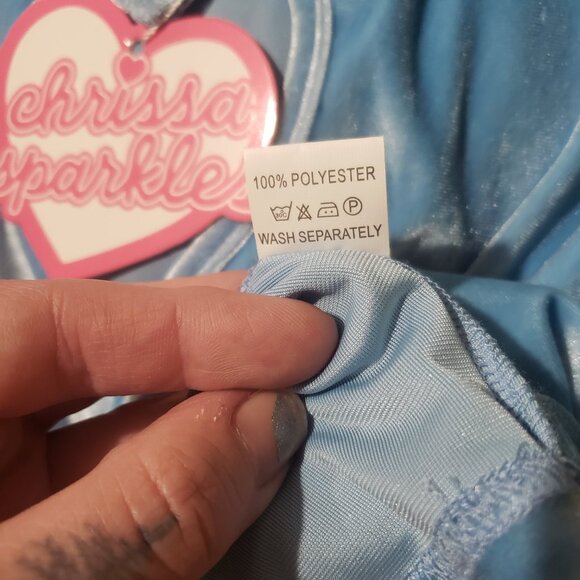 chrissa
sparkles
100% POLYESTER
P
WASH SEPARATELY